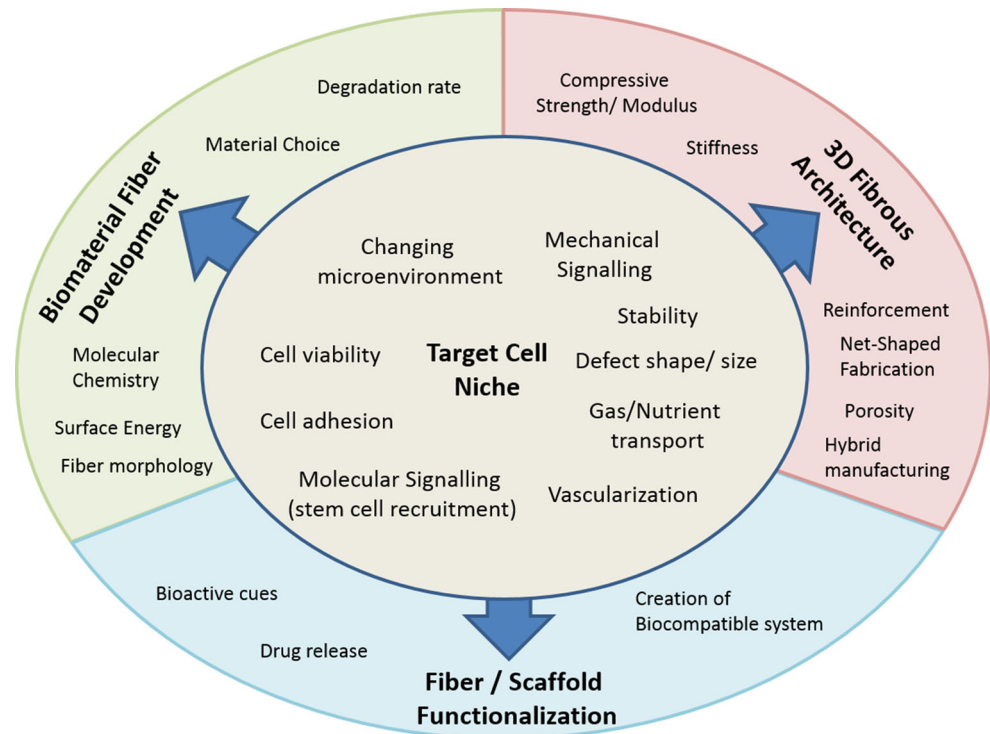 Degradation rate
Material Choice
Biomaterial Fiber
Development
Molecular
Chemistry
Surface Energy
Fiber morphology
Compressive
Strength/ Modulus
Stiffness
3D Fibrous
Architecture
Reinforcement
Net-Shaped
Fabrication
Porosity
Hybrid
manufacturing
Changing
microenvironment
Mechanical
Signalling
Stability
Cell viability
Target Cell
Niche
Defect shape/ size
Cell adhesion
Gas/Nutrient
transport
Molecular Signalling
(stem cell recruitment)
Vascularization
Bioactive cues
Drug release
Creation of
Biocompatible system
Fiber / Scaffold
Functionalization